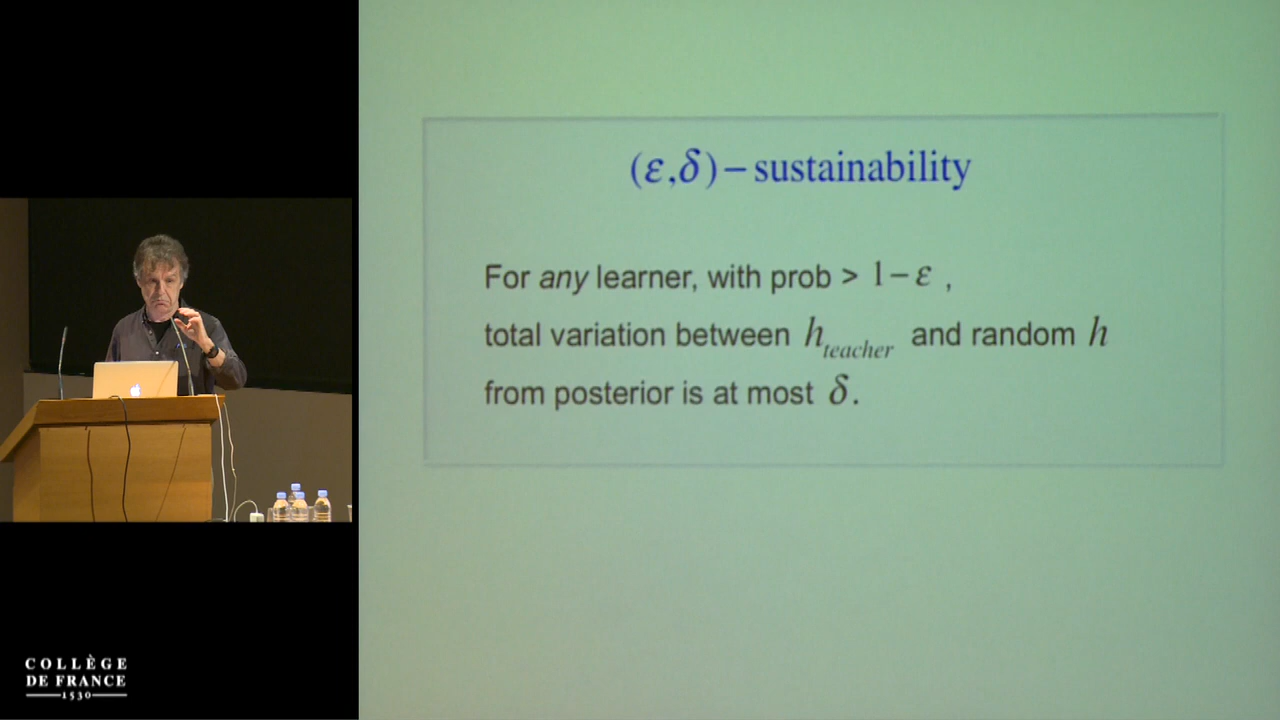 (ε,δ)–sustainability
For any learner, with prob > 1−ε ,
total variation between h_teacher and random h
from posterior is at most δ.
COLLÈGE
DE FRANCE
1530